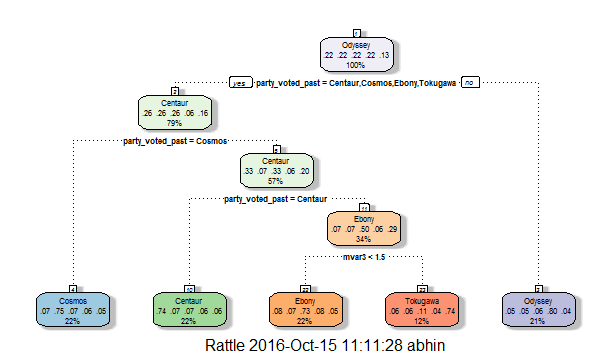 1
Odyssey
.22 .22 .22 .22 .13
100%
yes party_voted_past = Centaur,Cosmos,Ebony,Tokugawa no
2
Centaur
.26 .26 .26 .06 .16
79%
party_voted_past = Cosmos
5
Centaur
.33 .07 .33 .06 .20
57%
party_voted_past = Centaur
11
Ebony
.07 .07 .50 .06 .29
34%
mvar3 < 1.5
4
Cosmos
.07 .75 .07 .06 .05
22%
10
Centaur
.74 .07 .07 .06 .06
22%
22
Ebony
.08 .07 .73 .08 .05
22%
23
Tokugawa
.06 .06 .11 .04 .74
12%
3
Odyssey
.05 .05 .06 .80 .04
21%
Rattle 2016-Oct-15 11:11:28 abhin